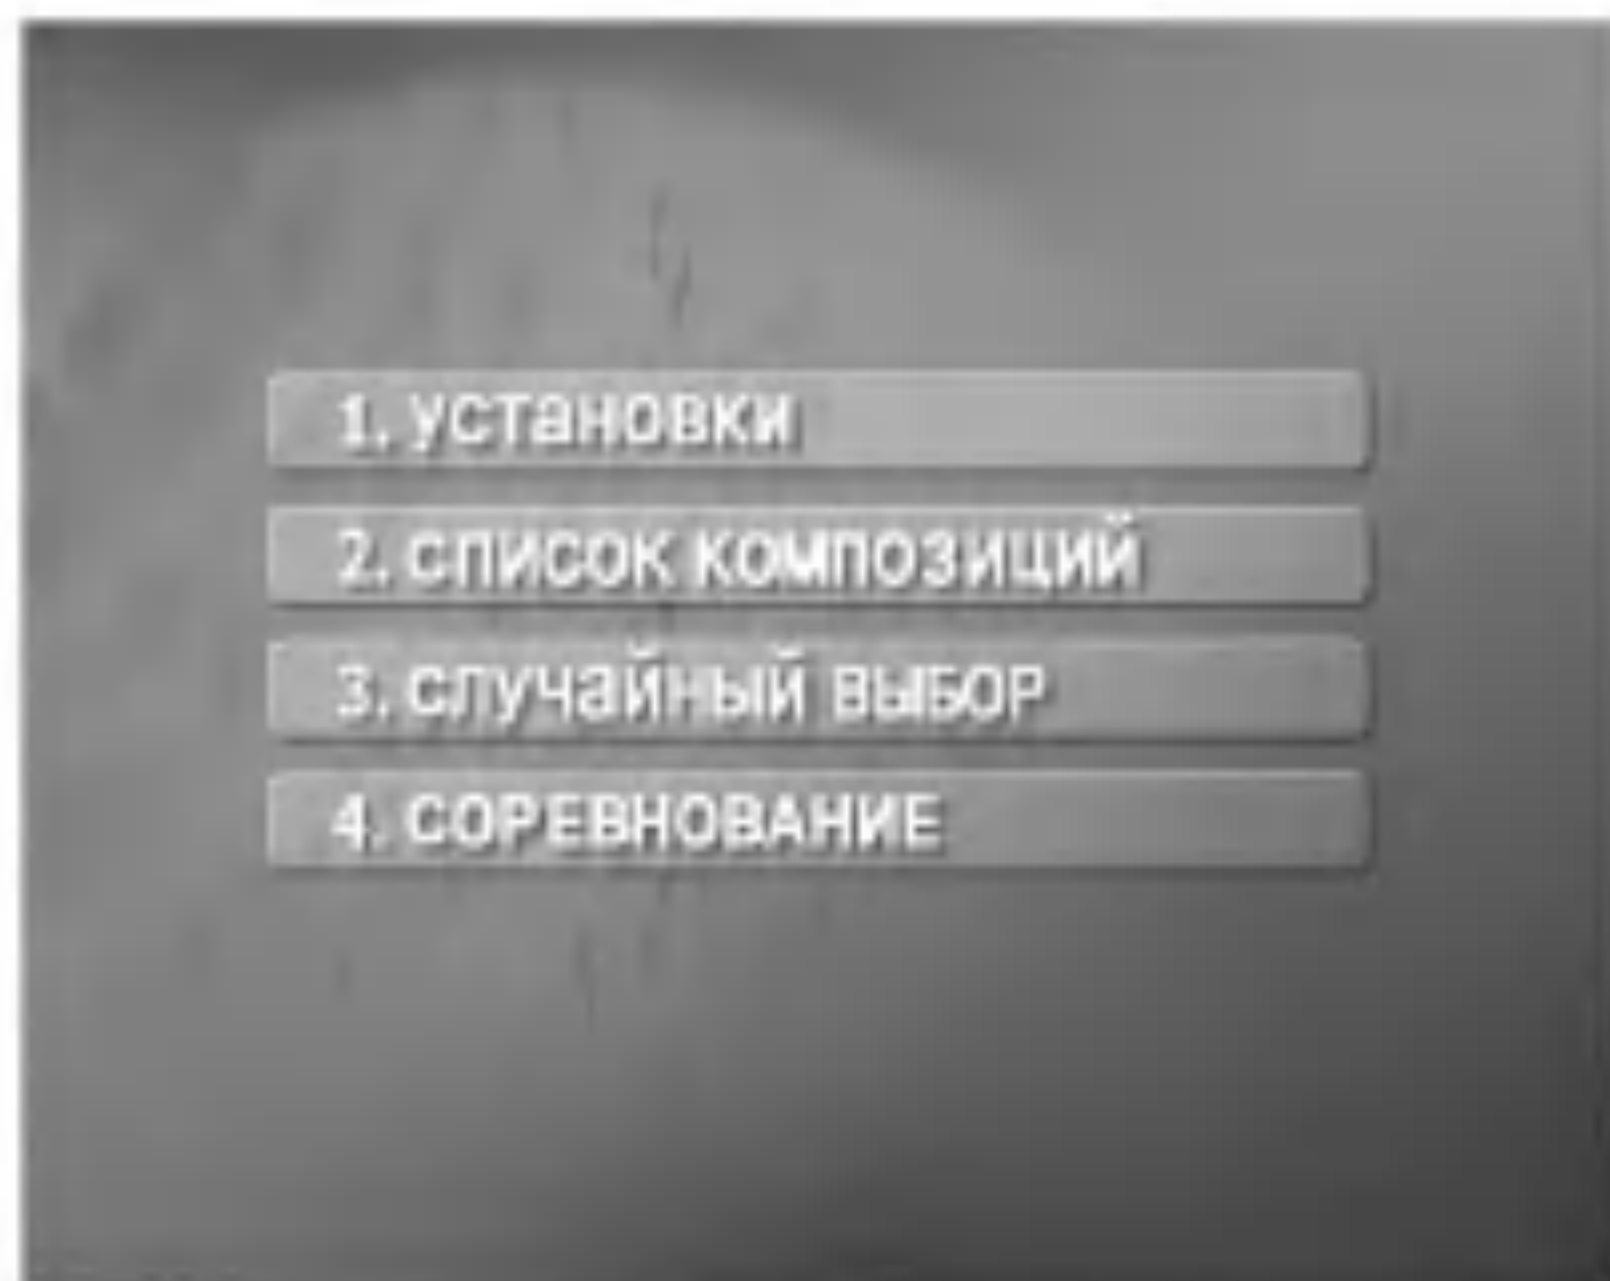 1. УСТаНОВКИ
2. СПИСОК КОМПОЗИЦИЙ
3. СЛУЧаЙНЫЙ ВЫБОР
4. СОРЕВНОВАНИЕ